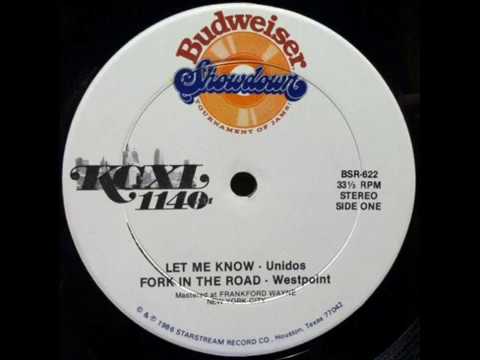 Budweiser
Showdown
TOURNAMENT OF JAMS!
KCXL
1140
BSR-622
33⅓ RPM
STEREO
SIDE ONE
LET ME KNOW - Unidos
FORK IN THE ROAD - Westpoint
Mastered at FRANKFORD WAYNE
NEW YORK CITY
© & ℗ 1986 STARSTREAM RECORD CO., Houston, Texas 77042